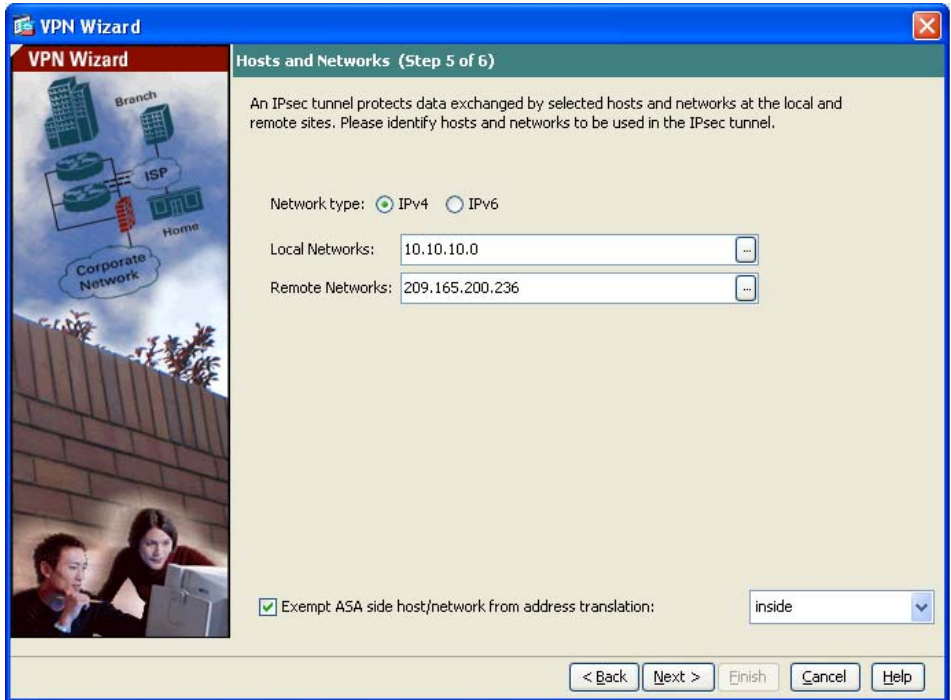 VPN Wizard
VPN Wizard
Branch
ISP
Home
Corporate
Network
Hosts and Networks (Step 5 of 6)
An IPsec tunnel protects data exchanged by selected hosts and networks at the local and
remote sites. Please identify hosts and networks to be used in the IPsec tunnel.
Network type: IPv4 IPv6
Local Networks: 10.10.10.0 ...
Remote Networks: 209.165.200.236 ...
Exempt ASA side host/network from address translation: inside
< Back Next > Finish Cancel Help